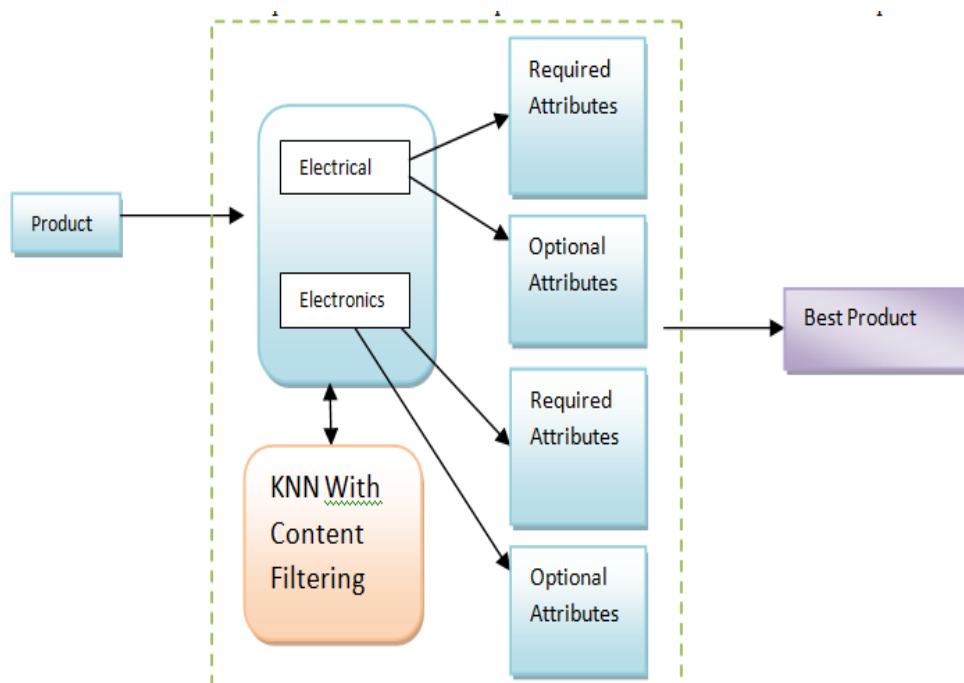 Product
Electrical
Electronics
KNN With
Content
Filtering
Required
Attributes
Optional
Attributes
Required
Attributes
Optional
Attributes
Best Product